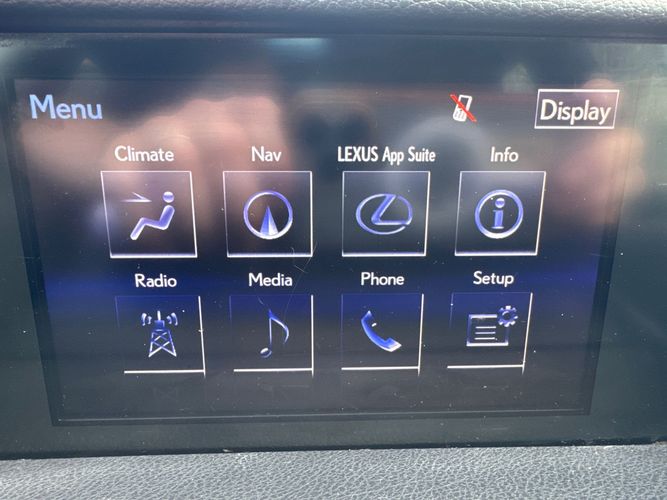 Menu
Display
Climate
Nav
LEXUS App Suite
Info
Radio
Media
Phone
Setup